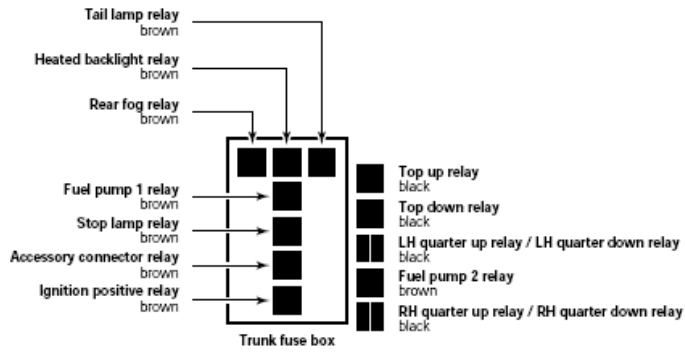 Tail lamp relay
brown
Heated backlight relay
brown
Rear fog relay
brown
Fuel pump 1 relay
brown
Stop lamp relay
brown
Accessory connector relay
brown
Ignition positive relay
brown
Top up relay
black
Top down relay
black
LH quarter up relay / LH quarter down relay
black
Fuel pump 2 relay
brown
RH quarter up relay / RH quarter down relay
black
Trunk fuse box